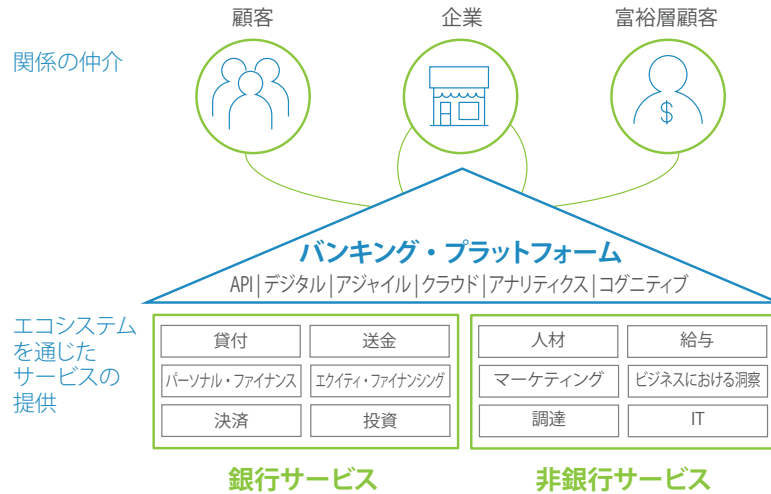 顧客
企業
富裕層顧客
関係の仲介
$
バンキング・プラットフォーム
API|デジタル|アジャイル|クラウド|アナリティクス|コグニティブ
エコシステム
を通じた
サービスの
提供
貸付
送金
パーソナル・ファイナンス
エクイティ・ファイナンシング
決済
投資
銀行サービス
人材
給与
マーケティング
ビジネスにおける洞察
調達
IT
非銀行サービス